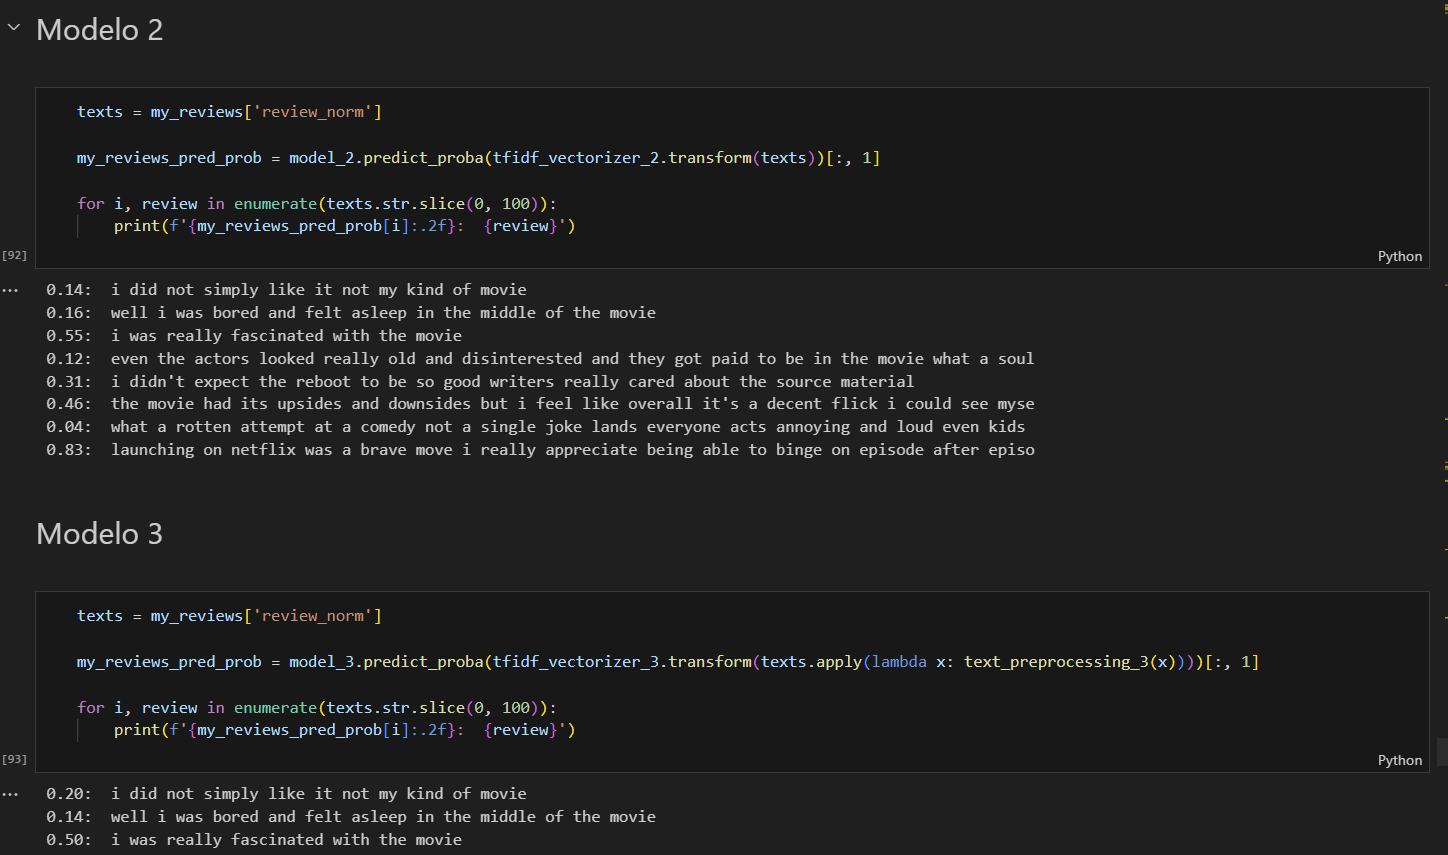 Modelo 2
texts = my_reviews['review_norm']
my_reviews_pred_prob = model_2.predict_proba(tfidf_vectorizer_2.transform(texts))[:, 1]
for i, review in enumerate(texts.str.slice(0, 100)):
    print(f'{my_reviews_pred_prob[i]:.2f}:  {review}')
[92]
Python
...
0.14:  i did not simply like it not my kind of movie
0.16:  well i was bored and felt asleep in the middle of the movie
0.55:  i was really fascinated with the movie
0.12:  even the actors looked really old and disinterested and they got paid to be in the movie what a soul
0.31:  i didn't expect the reboot to be so good writers really cared about the source material
0.46:  the movie had its upsides and downsides but i feel like overall it's a decent flick i could see myse
0.04:  what a rotten attempt at a comedy not a single joke lands everyone acts annoying and loud even kids
0.83:  launching on netflix was a brave move i really appreciate being able to binge on episode after episo
Modelo 3
texts = my_reviews['review_norm']
my_reviews_pred_prob = model_3.predict_proba(tfidf_vectorizer_3.transform(texts.apply(lambda x: text_preprocessing_3(x))))[:, 1]
for i, review in enumerate(texts.str.slice(0, 100)):
    print(f'{my_reviews_pred_prob[i]:.2f}:  {review}')
[93]
Python
...
0.20:  i did not simply like it not my kind of movie
0.14:  well i was bored and felt asleep in the middle of the movie
0.50:  i was really fascinated with the movie